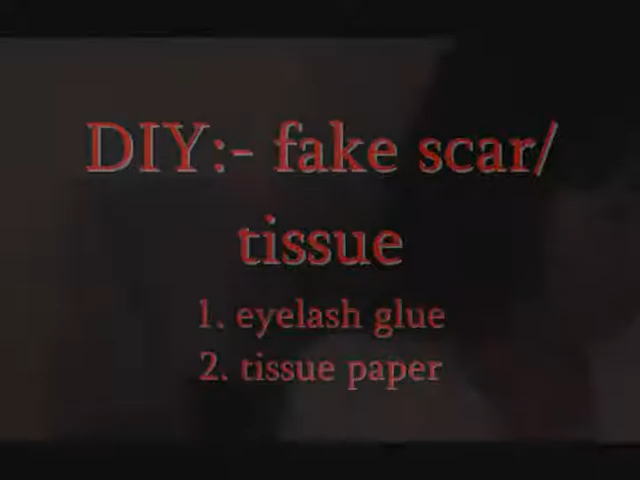 DIY:- fake scar/
tissue
1. eyelash glue
2. tissue paper